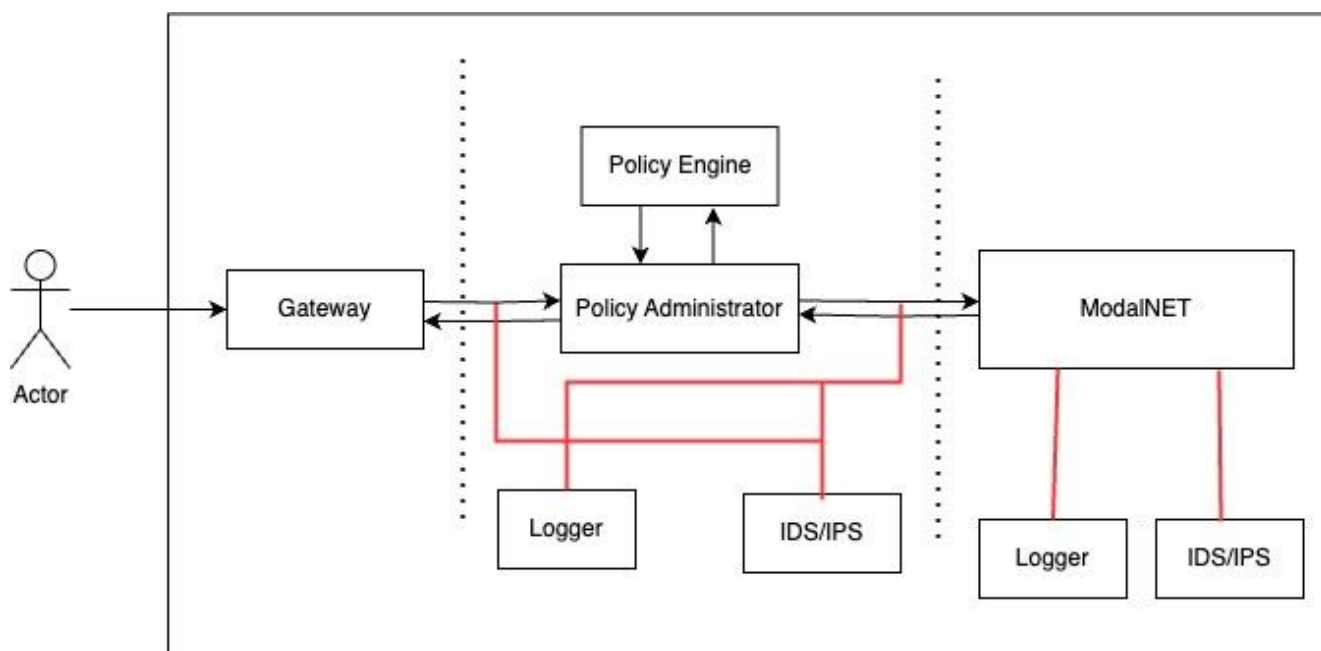 Policy Engine
Gateway
Policy Administrator
ModalNET
Actor
Logger
IDS/IPS
Logger
IDS/IPS